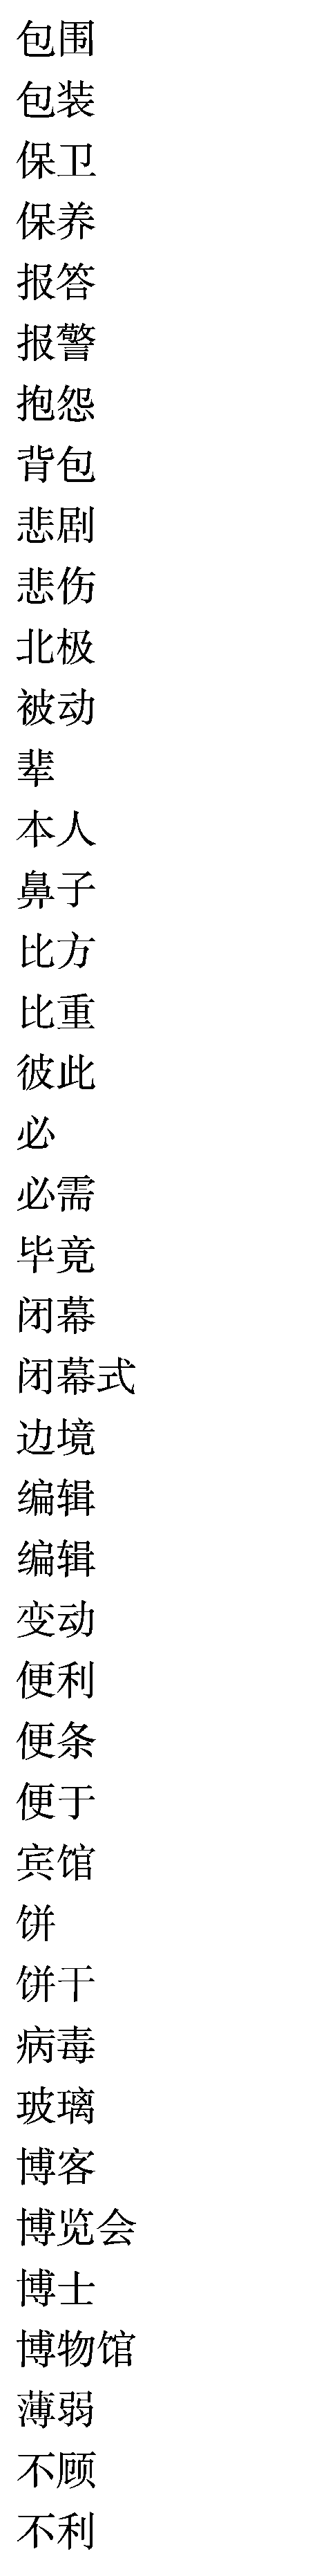 包围
包装
保卫
保养
报答
报警
抱怨
背包
悲剧
悲伤
北极
被动
辈
本人
鼻子
比方
比重
彼此
必
必需
毕竟
闭幕
闭幕式
边境
编辑
编辑
变动
便利
便条
便于
宾馆
饼
饼干
病毒
玻璃
博客
博览会
博士
博物馆
薄弱
不顾
不利